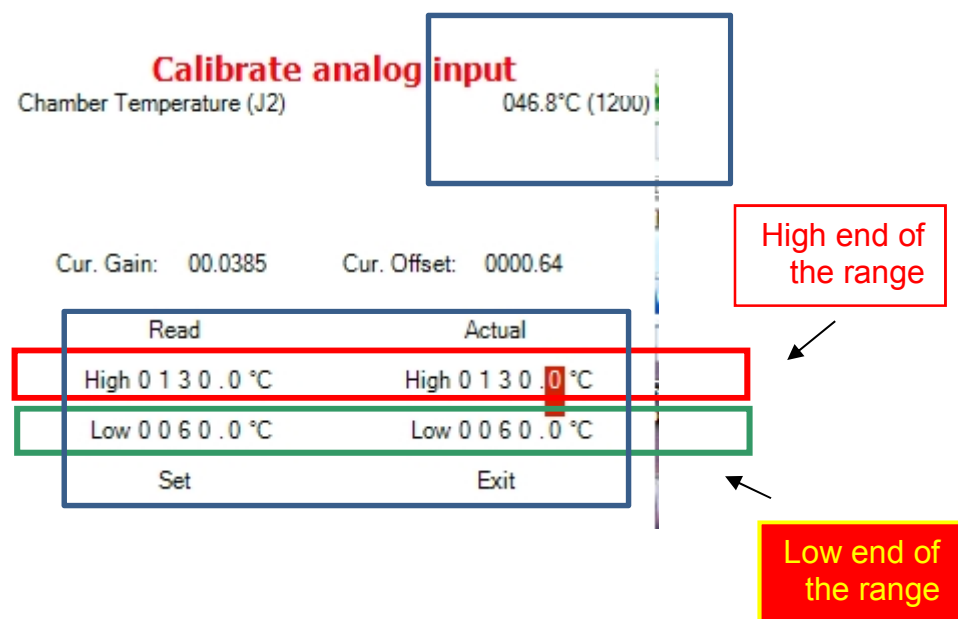 Calibrate analog input
Chamber Temperature (J2) 046.8°C (1200)
High end of
the range
Cur. Gain: 00.0385 Cur. Offset: 0000.64
Read Actual
High 0 1 3 0 . 0 °C High 0 1 3 0 . 0 °C
Low 0 0 6 0 . 0 °C Low 0 0 6 0 . 0 °C
Set Exit
Low end of
the range